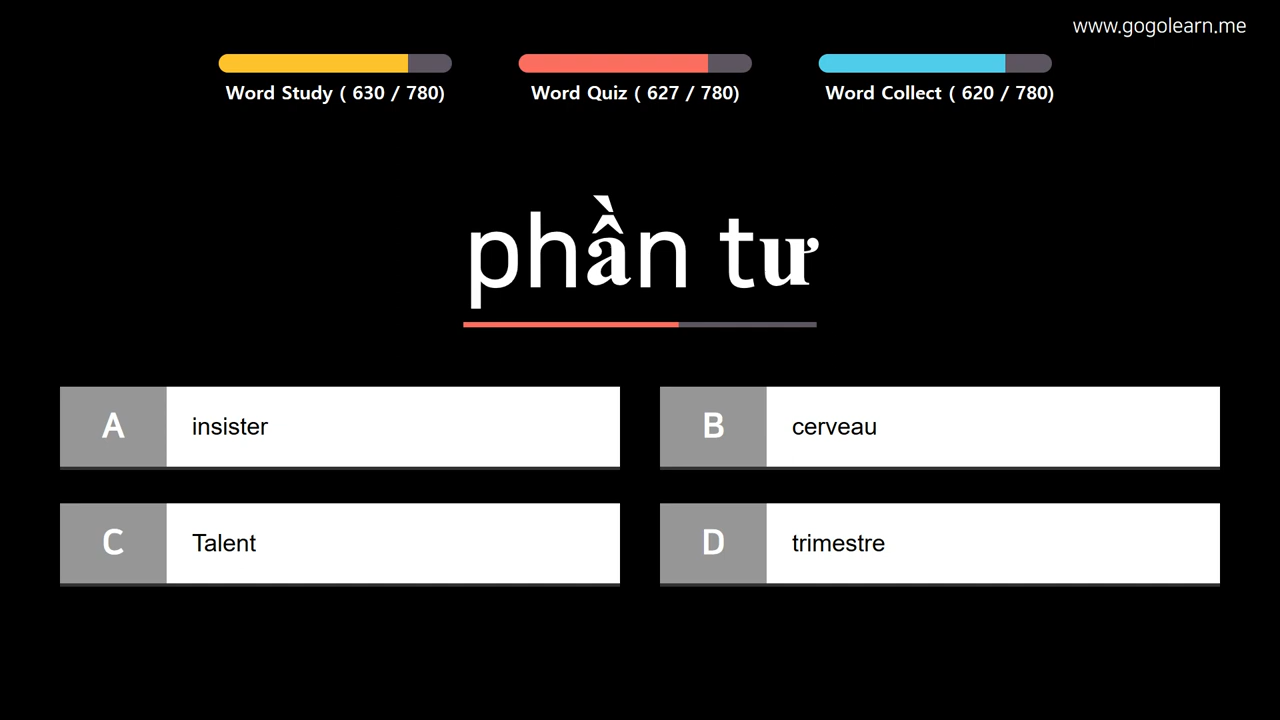 www.gogolearn.me
Word Study ( 630 / 780)
Word Quiz ( 627 / 780)
Word Collect ( 620 / 780)
phần tư
A insister
B cerveau
C Talent
D trimestre